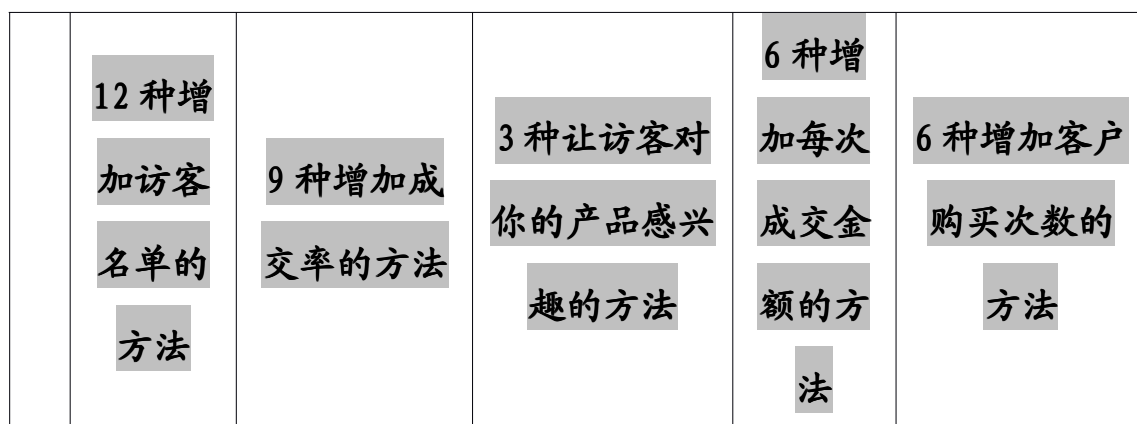 12 种增
加访客
名单的
方法
9 种增加成
交率的方法
3 种让访客对
你的产品感兴
趣的方法
6 种增
加每次
成交金
额的方
法
6 种增加客户
购买次数的
方法